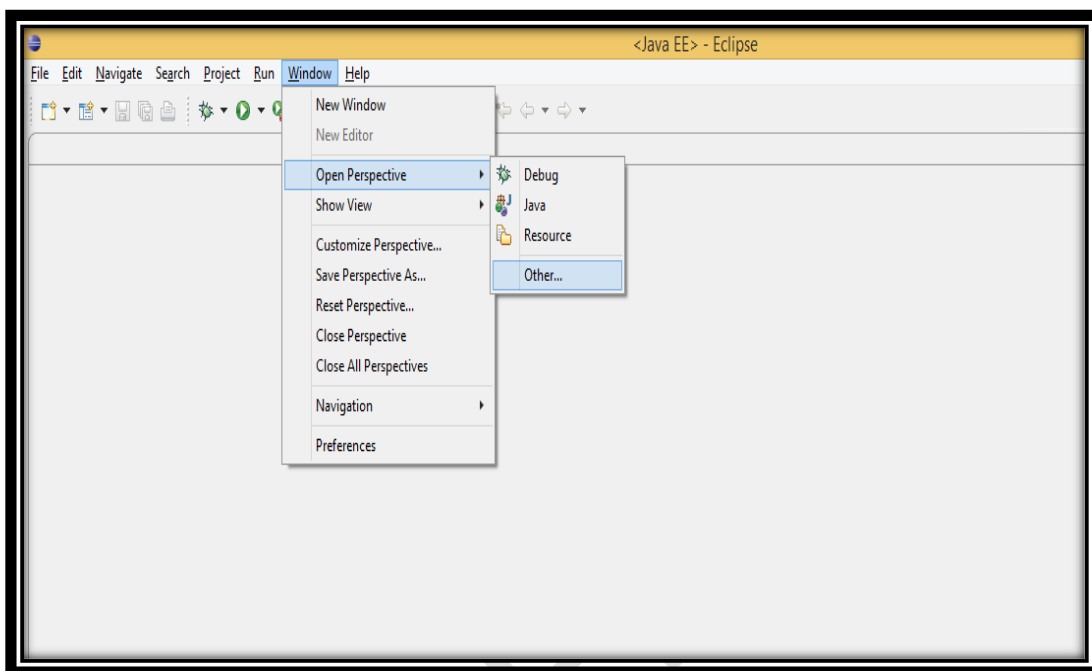 <Java EE> - Eclipse
File Edit Navigate Search Project Run Window Help
New Window
New Editor
Open Perspective
Show View
Customize Perspective...
Save Perspective As...
Reset Perspective...
Close Perspective
Close All Perspectives
Navigation
Preferences
Debug
Java
Resource
Other...